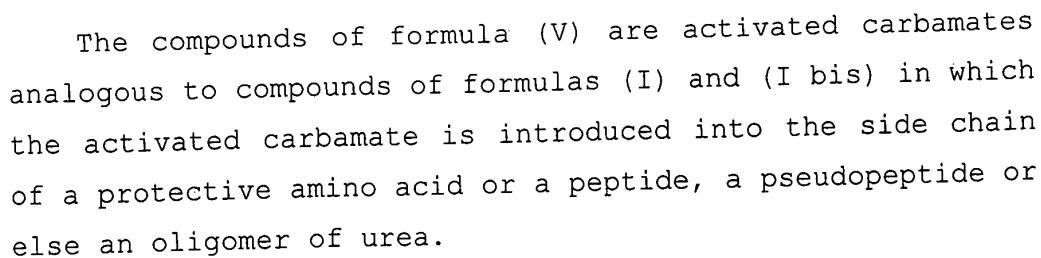 The compounds of formula (V) are activated carbamates
analogous to compounds of formulas (I) and (I bis) in which
the activated carbamate is introduced into the side chain
of a protective amino acid or a peptide, a pseudopeptide or
else an oligomer of urea.